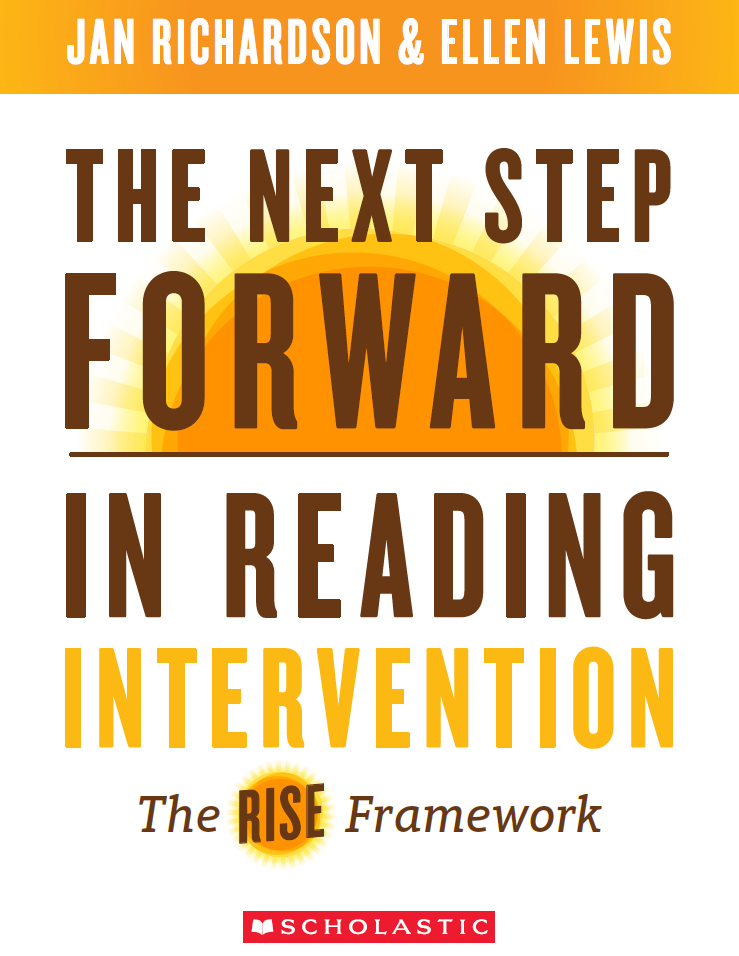 JAN RICHARDSON & ELLEN LEWIS
THE NEXT STEP
FORWARD
IN READING
INTERVENTION
The RISE Framework
SCHOLASTIC